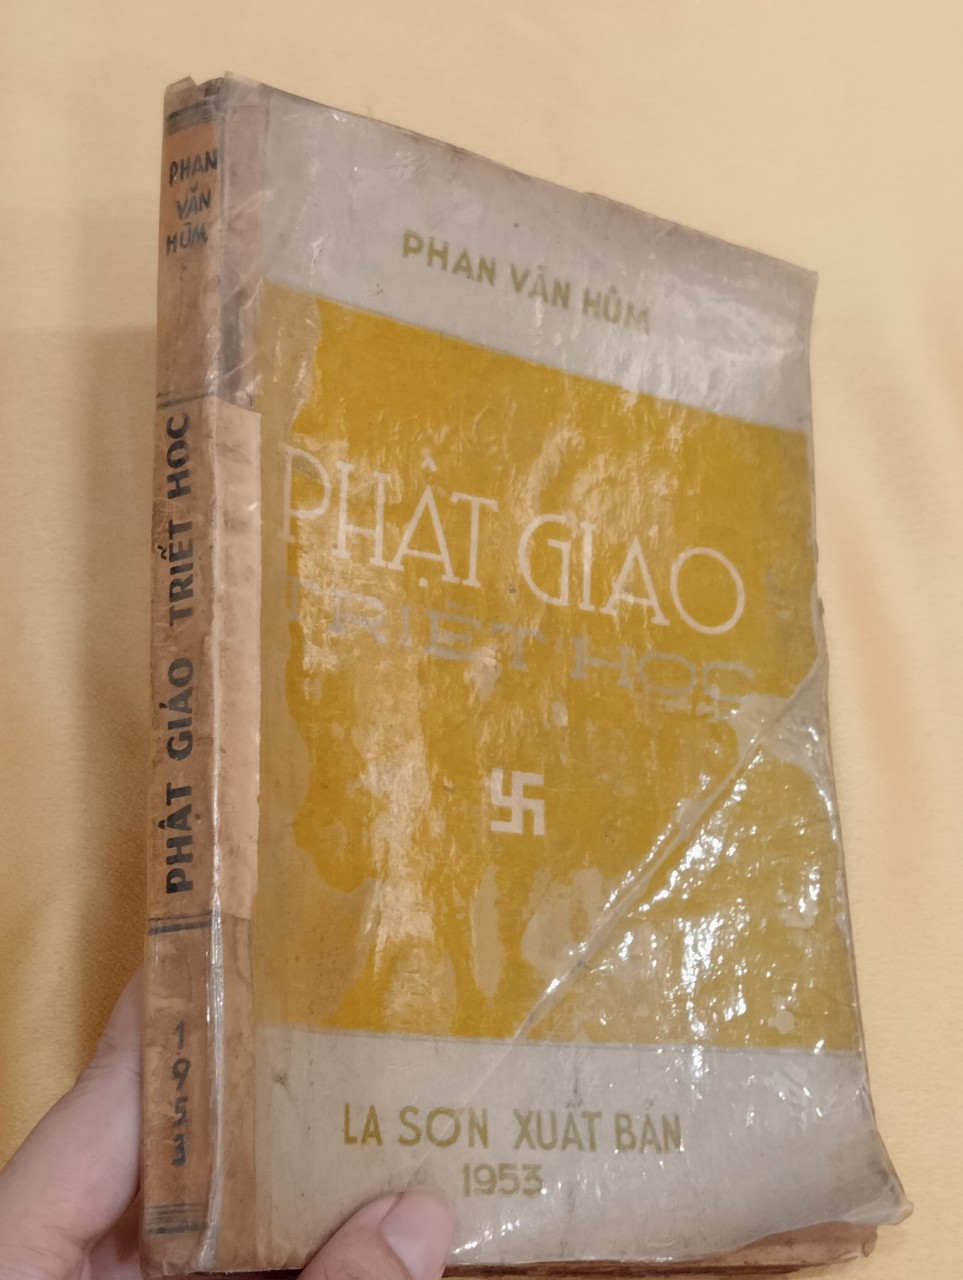 PHAN
VĂN
HÙM
PHẬT GIÁO TRIẾT HỌC
1953
PHAN VĂN HÙM
PHẬT GIAO
TRIẾT HỌC
LA SƠN XUẤT BẢN
1953